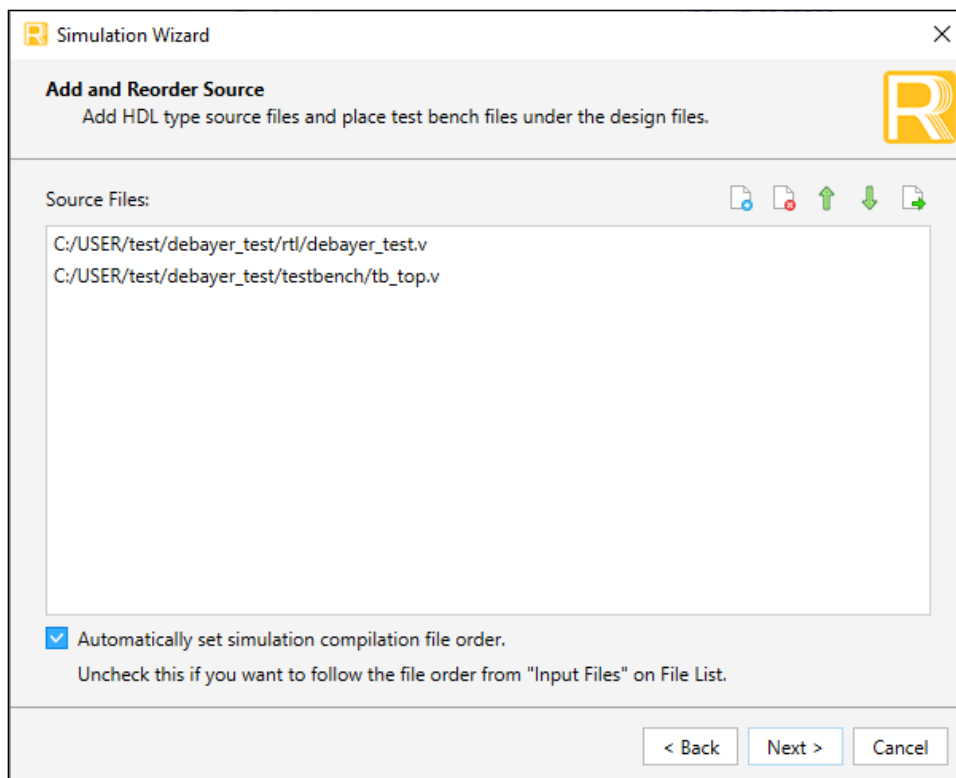 Simulation Wizard
Add and Reorder Source
Add HDL type source files and place test bench files under the design files.
Source Files:
C:/USER/test/debayer_test/rtl/debayer_test.v
C:/USER/test/debayer_test/testbench/tb_top.v
Automatically set simulation compilation file order.
Uncheck this if you want to follow the file order from "Input Files" on File List.
< Back Next > Cancel